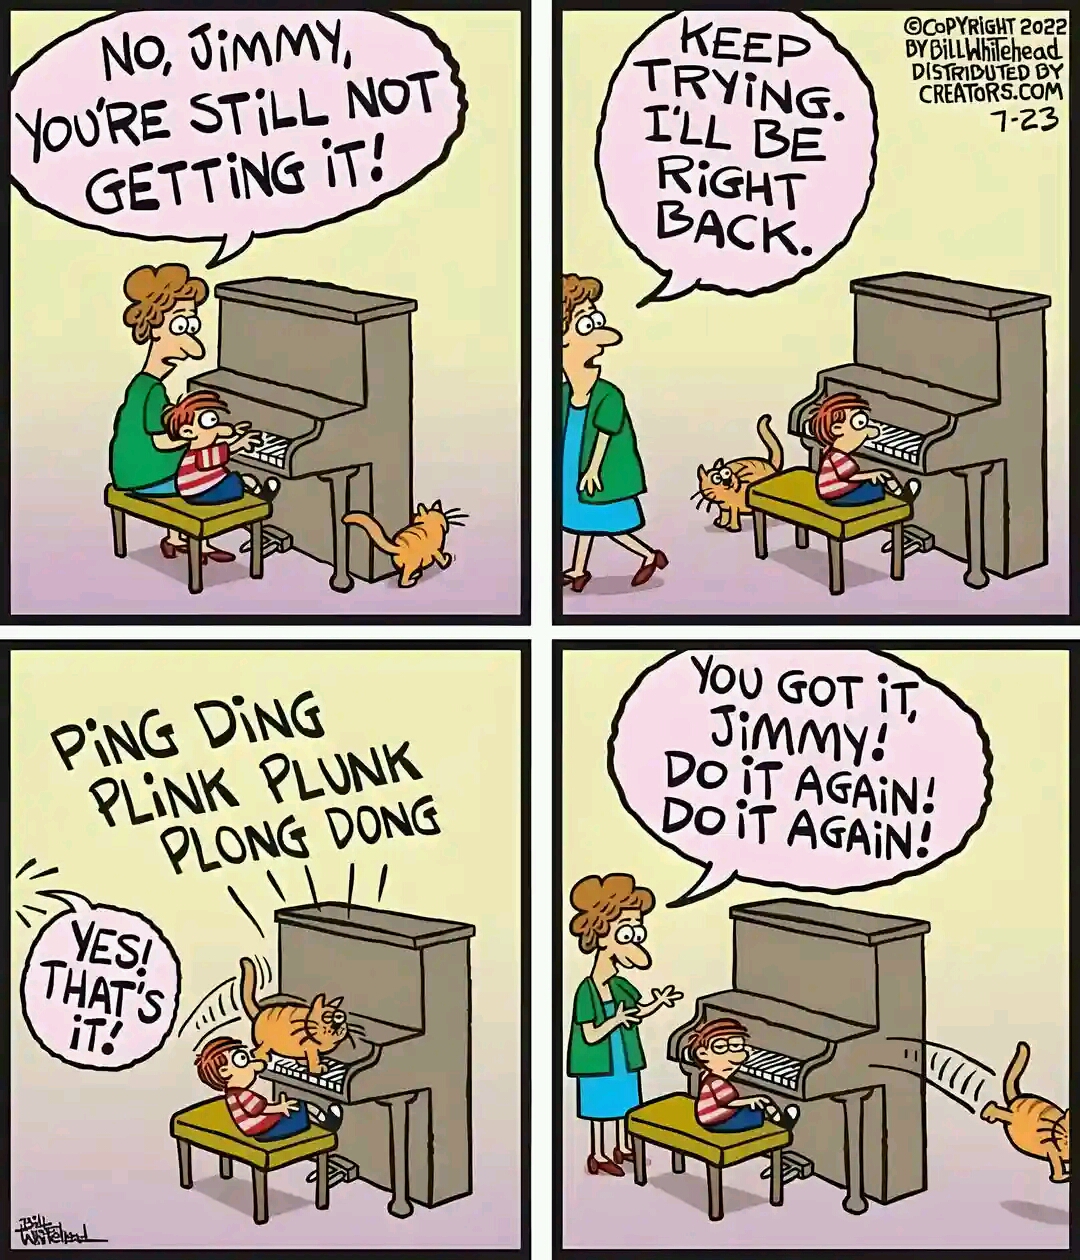 NO, JiMMY,
YOU'RE STiLL NOT
GETTiNG iT!
KEEP
TRYiNG.
I'LL BE
RiGHT
BACK.
©COPYRIGHT 2022
BY Bill Whitehead
DISTRIBUTED BY
CREATORS.COM
7-23
PiNG DiNG
PLiNK PLUNK
PLONG DONG
YES!
THAT'S
iT!
Bill
Whitehead
YOU GOT iT,
JiMMY!
DO iT AGAiN!
DO iT AGAiN!